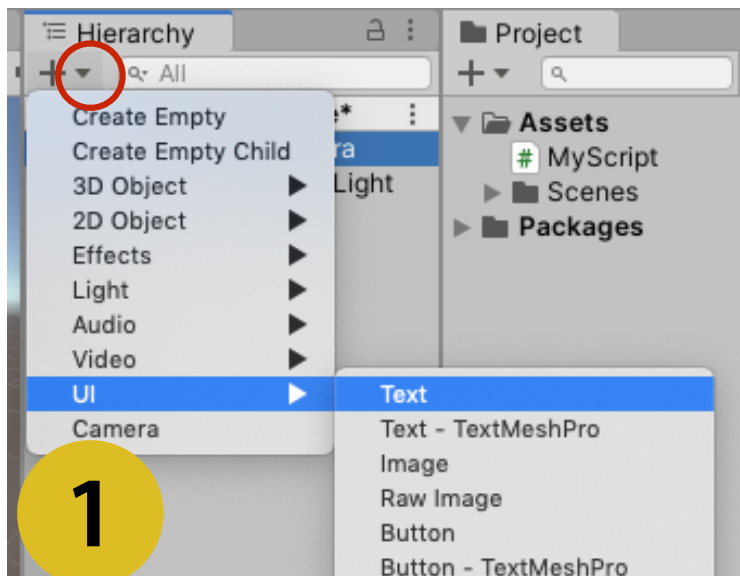 Hierarchy
All
Create Empty
Create Empty Child
3D Object
2D Object
Effects
Light
Audio
Video
UI
Camera
e*
ra
Light
Project
Assets
# MyScript
Scenes
Packages
Text
Text - TextMeshPro
Image
Raw Image
Button
Button - TextMeshPro
1